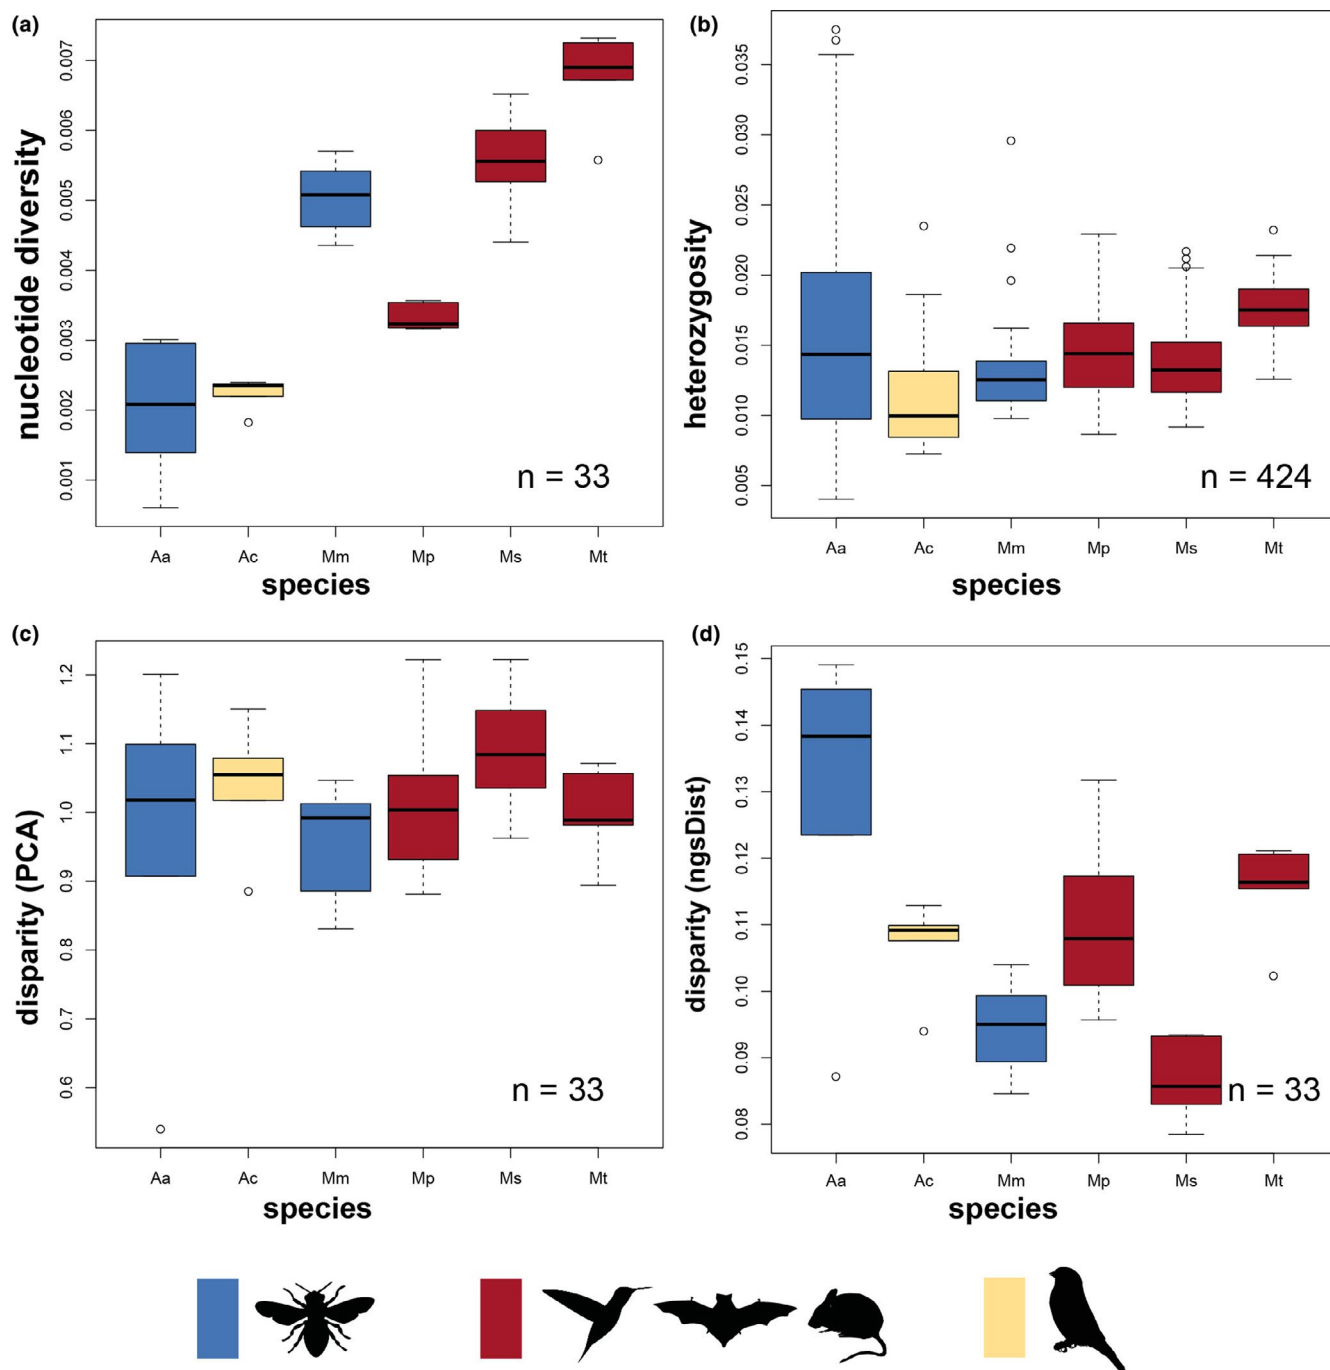 (a)
nucleotide diversity
0.007
0.006
0.005
0.004
0.003
0.002
0.001
n = 33
Aa Ac Mm Mp Ms Mt
species
(b)
heterozygosity
0.035
0.030
0.025
0.020
0.015
0.010
0.005
n = 424
Aa Ac Mm Mp Ms Mt
species
(c)
disparity (PCA)
1.2
1.1
1.0
0.9
0.8
0.7
0.6
n = 33
Aa Ac Mm Mp Ms Mt
species
(d)
disparity (ngsDist)
0.15
0.14
0.13
0.12
0.11
0.10
0.09
0.08
n = 33
Aa Ac Mm Mp Ms Mt
species